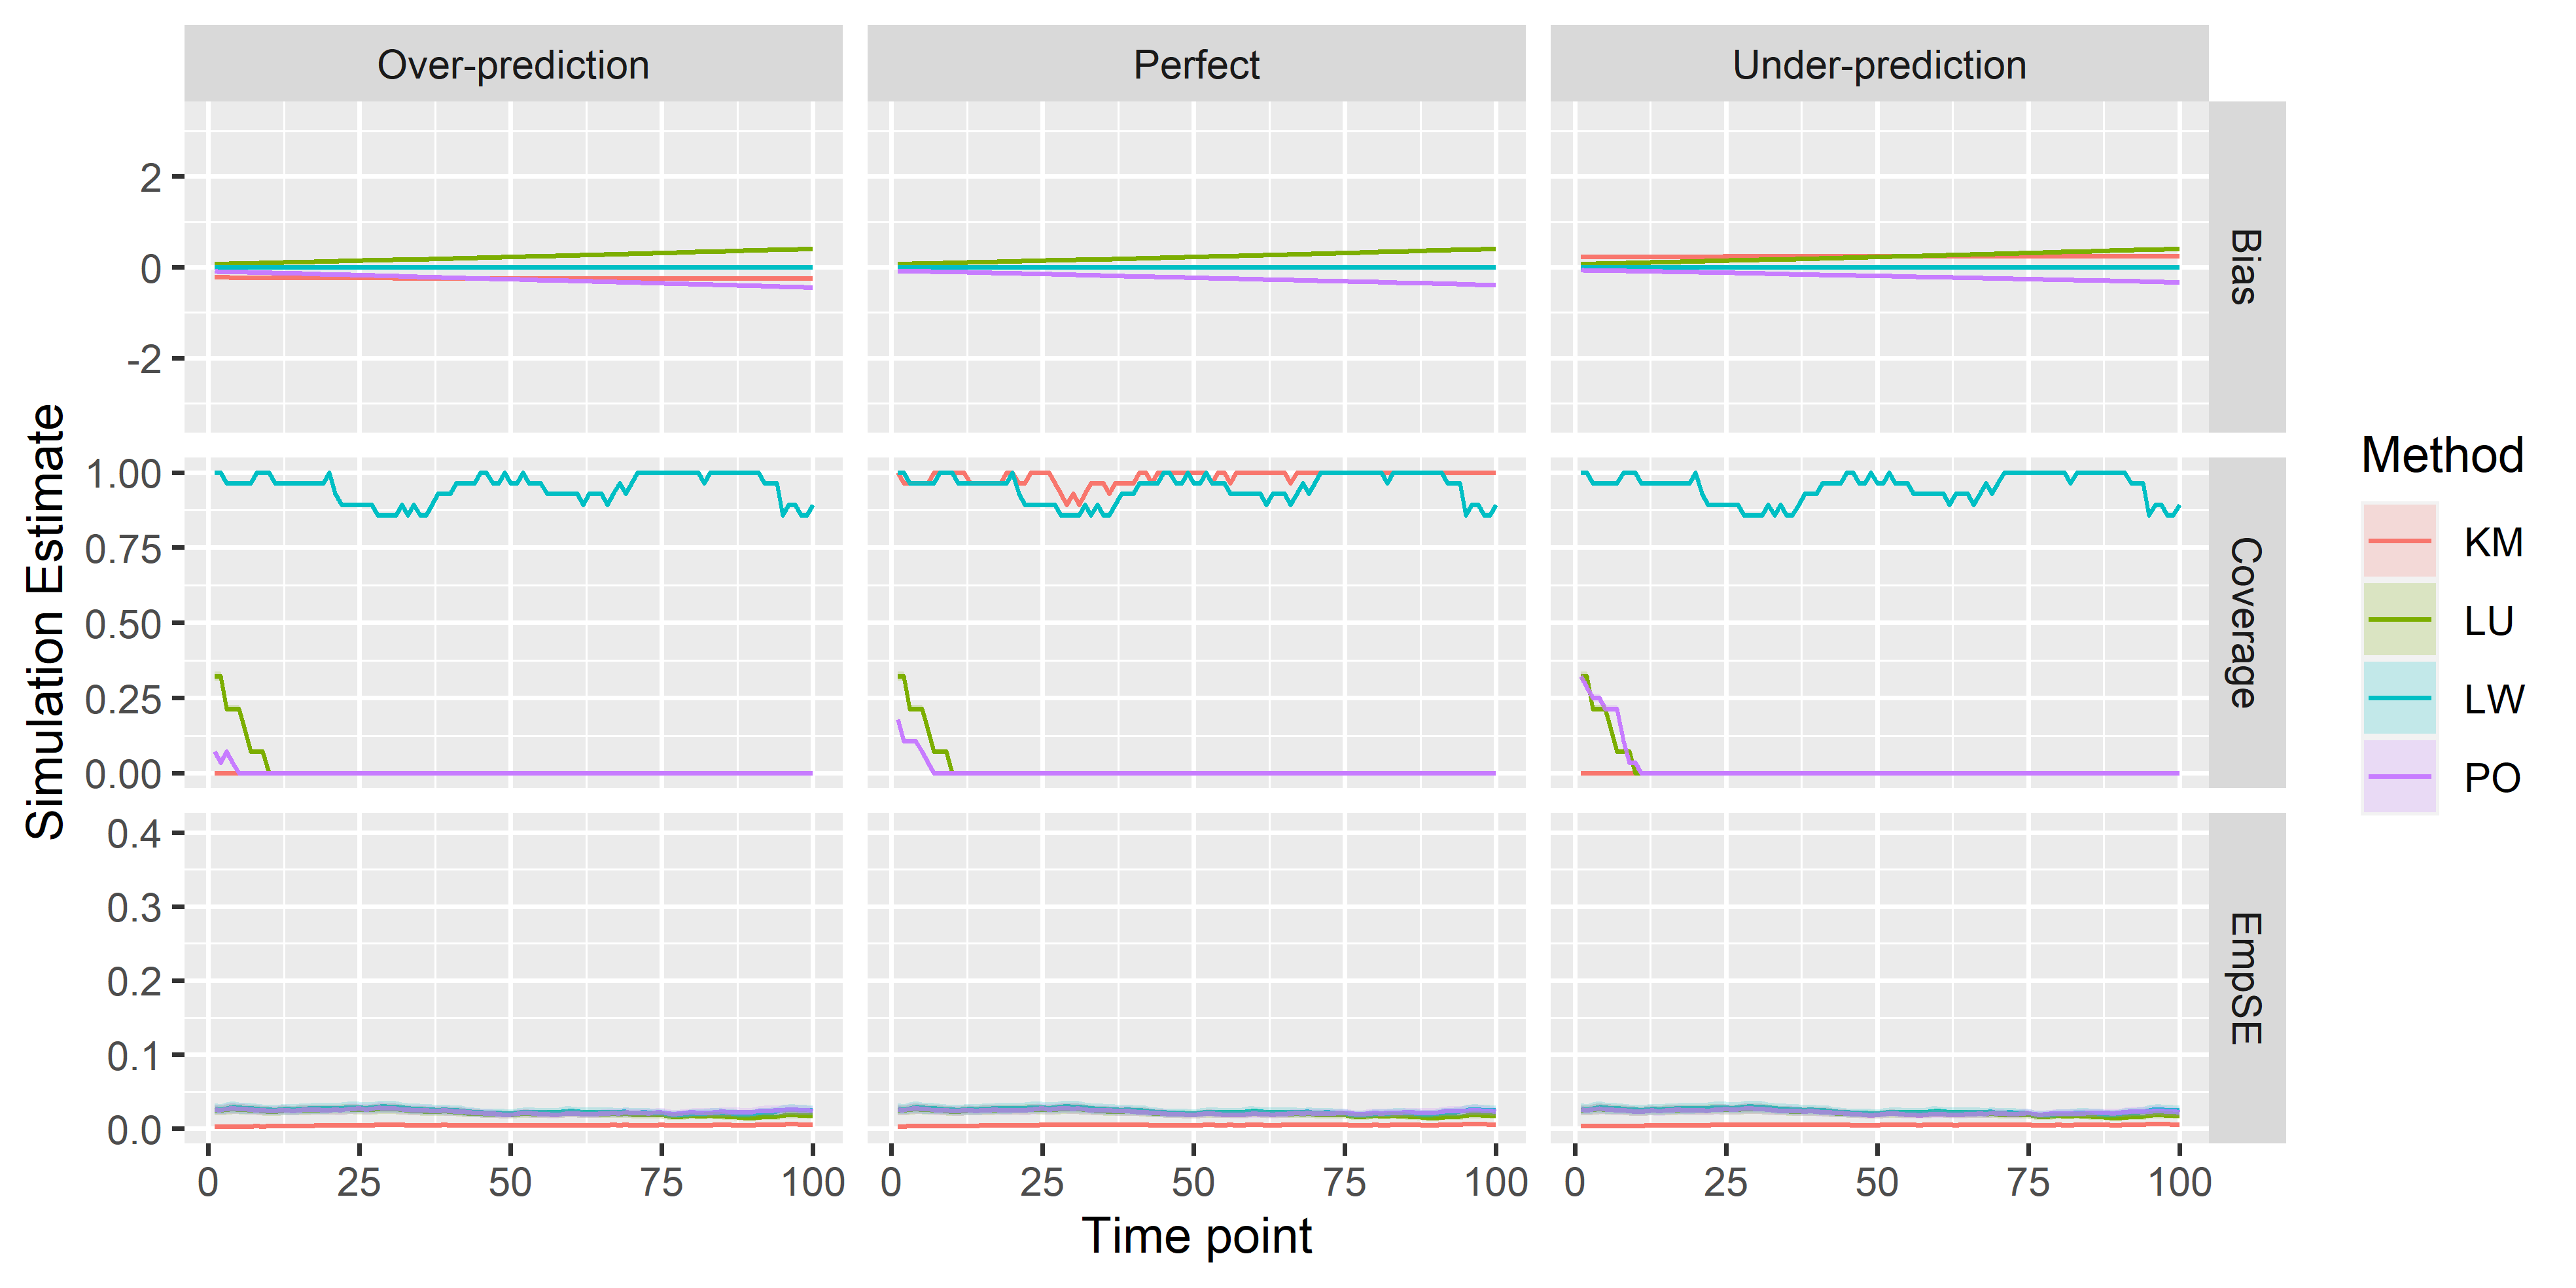 Over-prediction
Perfect
Under-prediction
2
0
-2
Bias
1.00
0.75
0.50
0.25
0.00
Coverage
0.4
0.3
0.2
0.1
0.0
EmpSE
0 25 50 75 100
0 25 50 75 100
0 25 50 75 100
Time point
Simulation Estimate
Method
KM
LU
LW
PO